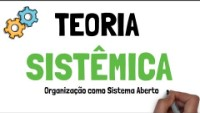 TEORIA
SISTÊMICA
Organização como Sistema Aberto